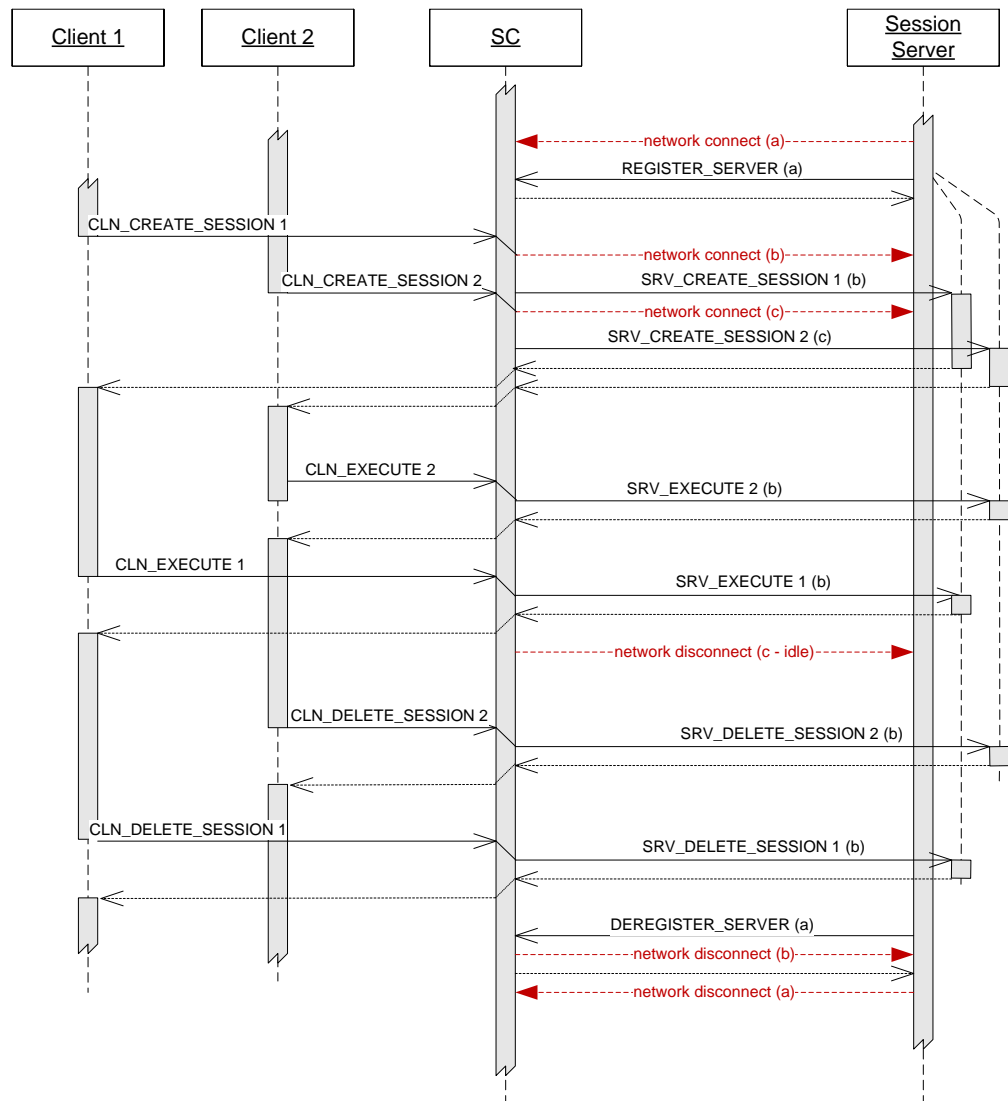 Client 1
Client 2
SC
Session
Server
network connect (a)
REGISTER_SERVER (a)
CLN_CREATE_SESSION 1
network connect (b)
CLN_CREATE_SESSION 2
SRV_CREATE_SESSION 1 (b)
network connect (c)
SRV_CREATE_SESSION 2 (c)
CLN_EXECUTE 2
SRV_EXECUTE 2 (b)
CLN_EXECUTE 1
SRV_EXECUTE 1 (b)
network disconnect (c - idle)
CLN_DELETE_SESSION 2
SRV_DELETE_SESSION 2 (b)
CLN_DELETE_SESSION 1
SRV_DELETE_SESSION 1 (b)
DEREGISTER_SERVER (a)
network disconnect (b)
network disconnect (a)